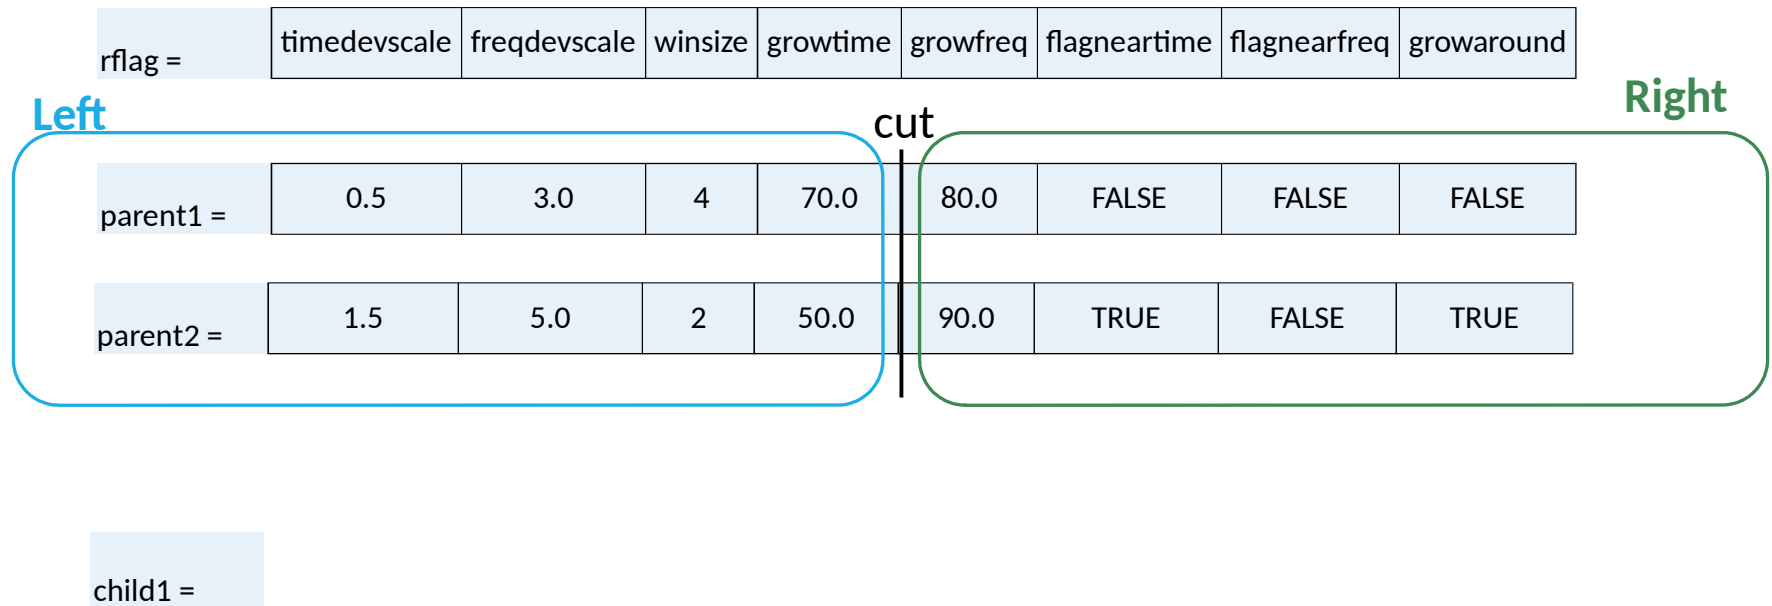 rflag = timedevscale freqdevscale winsize growtime growfreq flagneartime flagnearfreq growaround
Left cut Right
parent1 = 0.5 3.0 4 70.0 80.0 FALSE FALSE FALSE
parent2 = 1.5 5.0 2 50.0 90.0 TRUE FALSE TRUE
child1 =